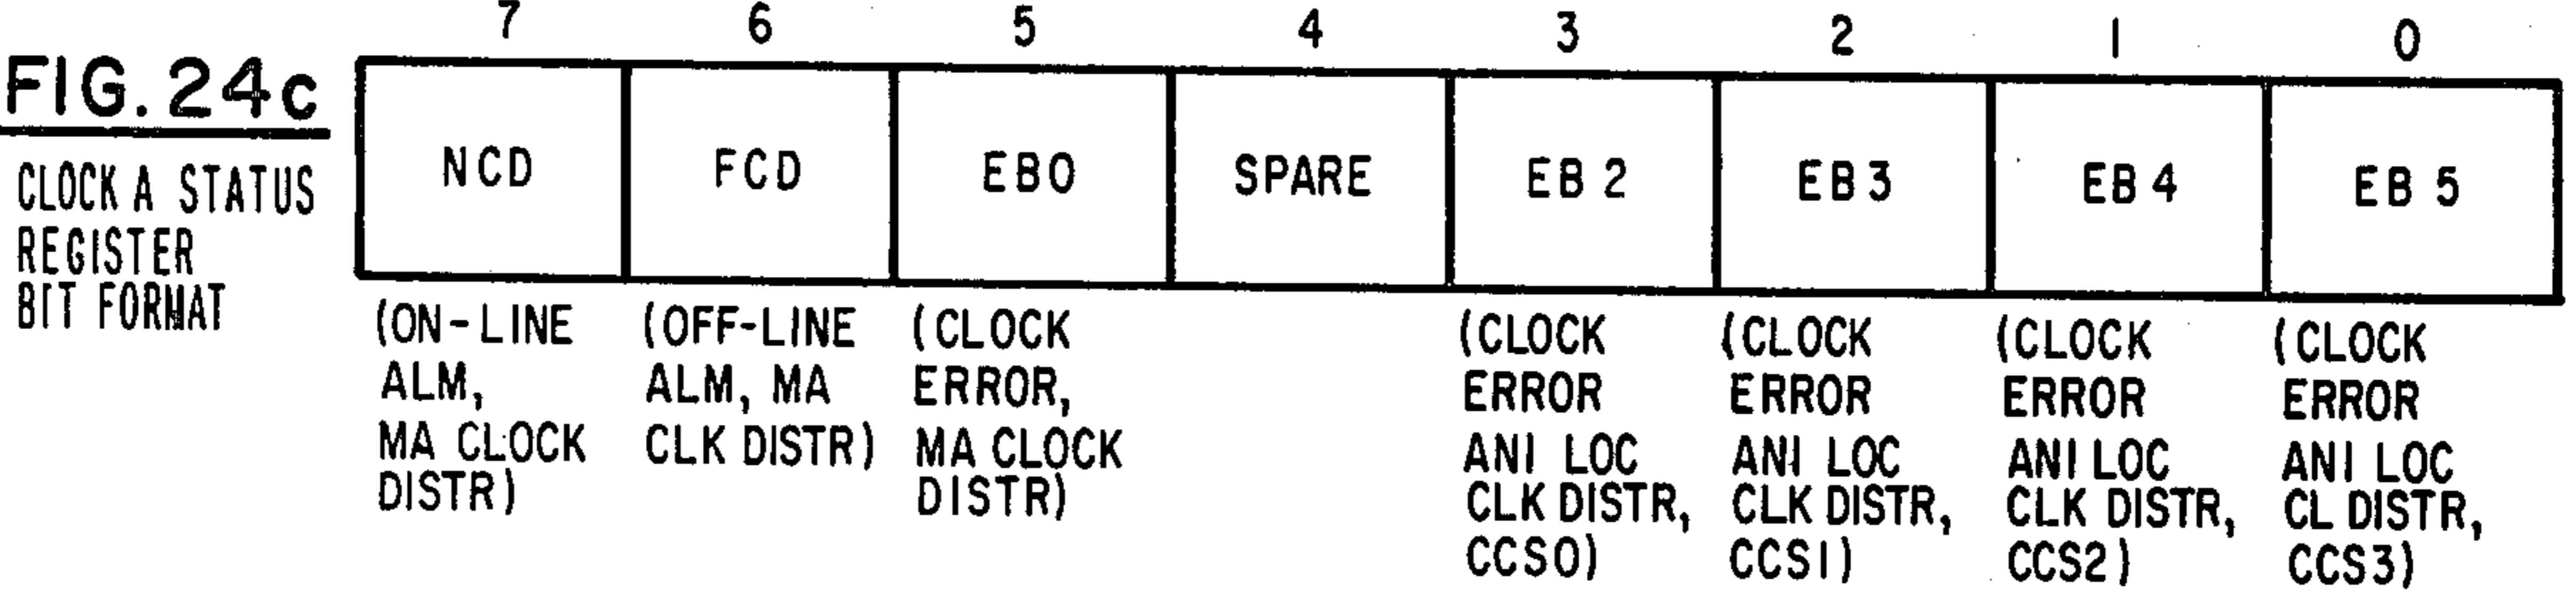 7 6 5 4 3 2 1 0
FIG. 24c
CLOCK A STATUS
REGISTER
BIT FORMAT
NCD FCD EB0 SPARE EB 2 EB 3 EB 4 EB 5
(ON-LINE
ALM,
MA CLOCK
DISTR)
(OFF-LINE
ALM, MA
CLK DISTR)
(CLOCK
ERROR,
MA CLOCK
DISTR)
(CLOCK
ERROR
ANI LOC
CLK DISTR,
CCS0)
(CLOCK
ERROR
ANI LOC
CLK DISTR,
CCS1)
(CLOCK
ERROR
ANI LOC
CLK DISTR,
CCS2)
(CLOCK
ERROR
ANI LOC
CL DISTR,
CCS3)